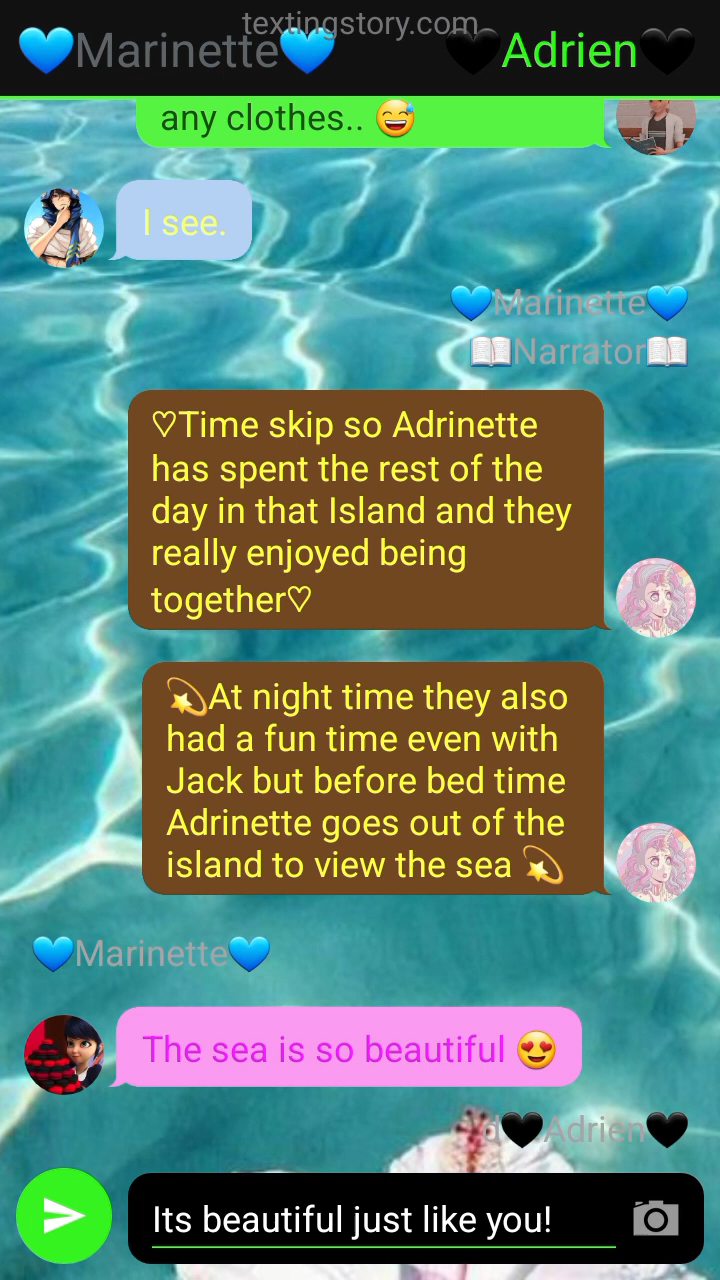 textingstory.com
💙Marinette💙 🖤Adrien🖤
any clothes.. 😅
I see.
💙Marinette💙
📖Narrator📖
♡Time skip so Adrinette
has spent the rest of the
day in that Island and they
really enjoyed being
together♡
💫At night time they also
had a fun time even with
Jack but before bed time
Adrinette goes out of the
island to view the sea 💫
💙Marinette💙
The sea is so beautiful 😍
d🖤Adrien🖤
Its beautiful just like you!